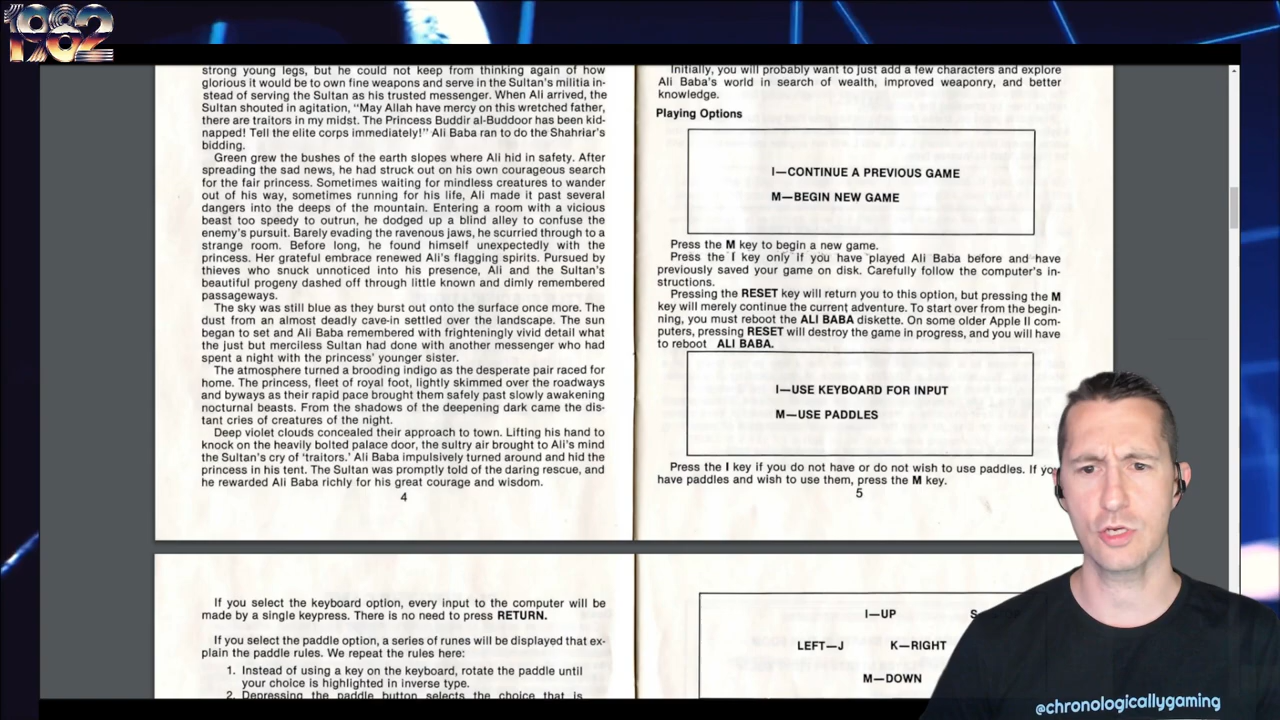 1982
strong young legs, but he could not keep from thinking again of how
glorious it would be to own fine weapons and serve in the Sultan's militia in-
stead of serving the Sultan as his trusted messenger. When Ali arrived, the
Sultan shouted in agitation, "May Allah have mercy on this wretched father,
there are traitors in my midst. The Princess Buddir al-Buddoor has been kid-
napped! Tell the elite corps immediately!" Ali Baba ran to do the Shahriar's
bidding.
Green grew the bushes of the earth slopes where Ali hid in safety. After
spreading the sad news, he had struck out on his own courageous search
for the fair princess. Sometimes waiting for mindless creatures to wander
out of his way, sometimes running for his life, Ali made it past several
dangers into the deeps of the mountain. Entering a room with a vicious
beast too speedy to outrun, he dodged up a blind alley to confuse the
enemy's pursuit. Barely evading the ravenous jaws, he scurried through to a
strange room. Before long, he found himself unexpectedly with the
princess. Her grateful embrace renewed Ali's flagging spirits. Pursued by
thieves who snuck unnoticed into his presence, Ali and the Sultan's
beautiful progeny dashed off through little known and dimly remembered
passageways.
The sky was still blue as they burst out onto the surface once more. The
dust from an almost deadly cave-in settled over the landscape. The sun
began to set and Ali Baba remembered with frighteningly vivid detail what
the just but merciless Sultan had done with another messenger who had
spent a night with the princess' younger sister.
The atmosphere turned a brooding indigo as the desperate pair raced for
home. The princess, fleet of royal foot, lightly skimmed over the roadways
and byways as their rapid pace brought them safely past slowly awakening
nocturnal beasts. From the shadows of the deepening dark came the dis-
tant cries of creatures of the night.
Deep violet clouds concealed their approach to town. Lifting his hand to
knock on the heavily bolted palace door, the sultry air brought to Ali's mind
the Sultan's cry of 'traitors.' Ali Baba impulsively turned around and hid the
princess in his tent. The Sultan was promptly told of the daring rescue, and
he rewarded Ali Baba richly for his great courage and wisdom.
4
Initially, you will probably want to just add a few characters and explore
Ali Baba's world in search of wealth, improved weaponry, and better
knowledge.
Playing Options
I—CONTINUE A PREVIOUS GAME
M—BEGIN NEW GAME
Press the M key to begin a new game.
Press the I key only if you have played Ali Baba before and have
previously saved your game on disk. Carefully follow the computer's in-
structions.
Pressing the RESET key will return you to this option, but pressing the M
key will merely continue the current adventure. To start over from the begin-
ning, you must reboot the ALI BABA diskette. On some older Apple II com-
puters, pressing RESET will destroy the game in progress, and you will have
to reboot ALI BABA.
I—USE KEYBOARD FOR INPUT
M—USE PADDLES
Press the I key if you do not have or do not wish to use paddles. If you
have paddles and wish to use them, press the M key.
5
If you select the keyboard option, every input to the computer will be
made by a single keypress. There is no need to press RETURN.
If you select the paddle option, a series of runes will be displayed that ex-
plain the paddle rules. We repeat the rules here:
1. Instead of using a key on the keyboard, rotate the paddle until
your choice is highlighted in inverse type.
2. Depressing the paddle button selects the choice that is
I—UP S
LEFT—J K—RIGHT
M—DOWN
@chronologicallygaming